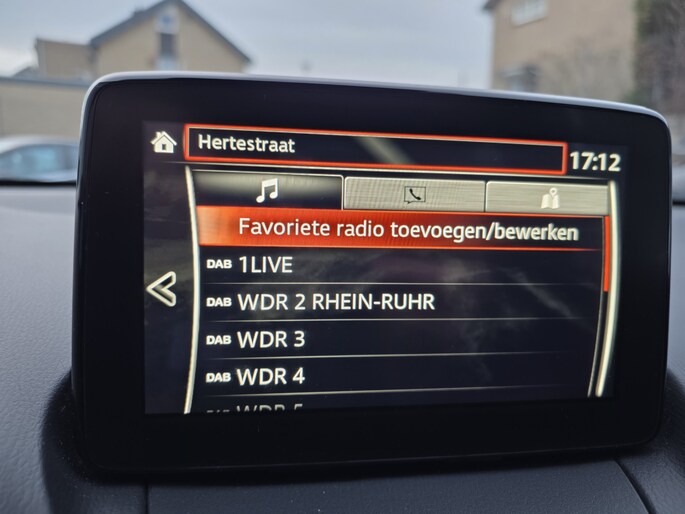 Hertestraat
17:12
Favoriete radio toevoegen/bewerken
DAB 1LIVE
DAB WDR 2 RHEIN-RUHR
DAB WDR 3
DAB WDR 4